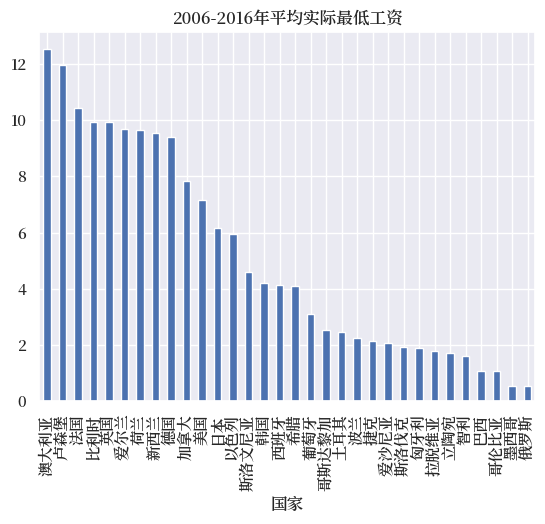 2006-2016年平均实际最低工资
12
10
8
6
4
2
0
澳大利亚
卢森堡
法国
比利时
英国
爱尔兰
荷兰
新西兰
德国
加拿大
美国
日本
以色列
斯洛文尼亚
韩国
西班牙
希腊
葡萄牙
哥斯达黎加
土耳其
波兰
捷克
爱沙尼亚
斯洛伐克
匈牙利
拉脱维亚
立陶宛
智利
巴西
哥伦比亚
墨西哥
俄罗斯
国家